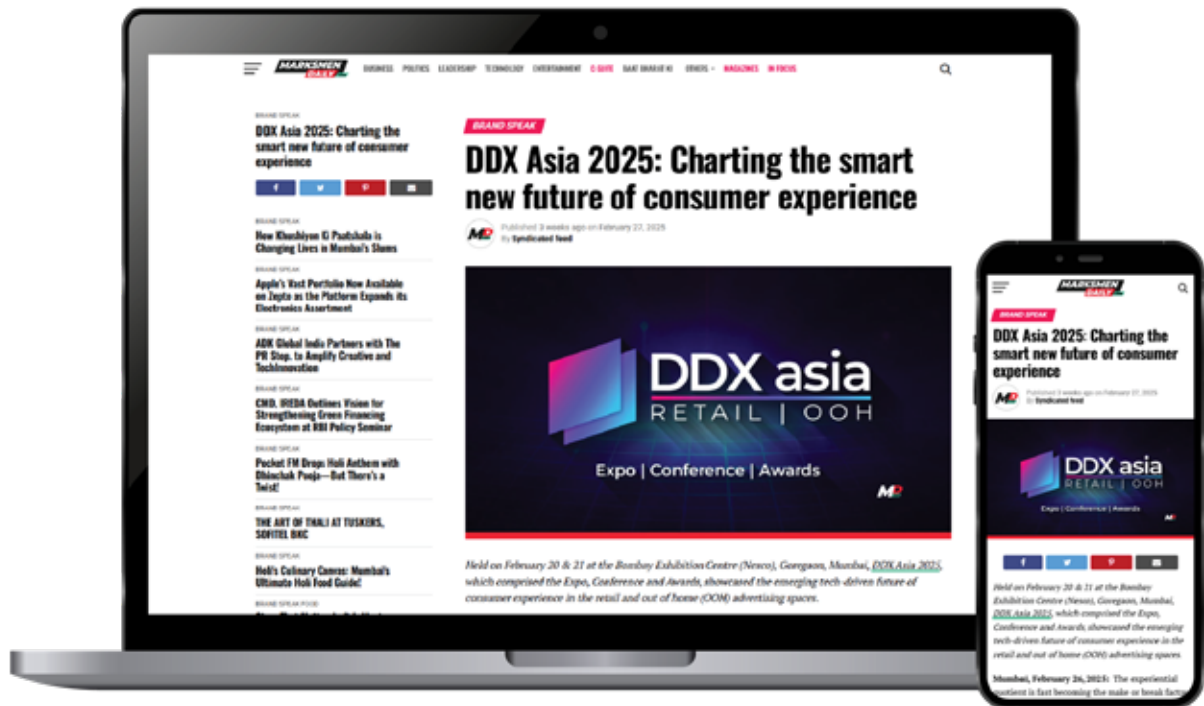 MARKSMEN
DAILY
BUSINESS POLITICS LEADERSHIP TECHNOLOGY ENTERTAINMENT C-SUITE BAAT BHARAT KI OTHERS MAGAZINES IN FOCUS
BRAND SPEAK
DDX Asia 2025: Charting the
smart new future of consumer
experience
BRAND SPEAK
How Khushiyon Ki Paatshala is
Changing Lives in Mumbai's Slums
BRAND SPEAK
Apple's Vast Portfolio Now Available
on Zepto as the Platform Expands its
Electronics Assortment
BRAND SPEAK
ADK Global India Partners with The
PR Stop. to Amplify Creative and
TechInnovation
BRAND SPEAK
CMD, IREDA Outlines Vision for
Strengthening Green Financing
Ecosystem at RBI Policy Seminar
BRAND SPEAK
Pocket FM Drops Holi Anthem with
Dhinchak Pooja—But There's a
Twist!
BRAND SPEAK
THE ART OF THALI AT TUSKERS,
SOFITEL BKC
BRAND SPEAK
Holi's Culinary Canvas: Mumbai's
Ultimate Holi Food Guide!
BRAND SPEAK FOOD
BRAND SPEAK
DDX Asia 2025: Charting the smart
new future of consumer experience
Published 3 weeks ago on February 27, 2025
By Syndicated feed
DDX asia
RETAIL | OOH
Expo | Conference | Awards
Held on February 20 & 21 at the Bombay Exhibition Centre (Nesco), Goregaon, Mumbai, DDX Asia 2025,
which comprised the Expo, Conference and Awards, showcased the emerging tech-driven future of
consumer experience in the retail and out of home (OOH) advertising spaces.
MARKSMEN
DAILY
BRAND SPEAK
DDX Asia 2025: Charting the
smart new future of consumer
experience
Published 3 weeks ago on February 27, 2025
By Syndicated feed
DDX asia
RETAIL | OOH
Expo | Conference | Awards
Held on February 20 & 21 at the Bombay
Exhibition Centre (Nesco), Goregaon, Mumbai,
DDX Asia 2025, which comprised the Expo,
Conference and Awards, showcased the emerging
tech-driven future of consumer experience in the
retail and out of home (OOH) advertising spaces.
Mumbai, February 26, 2025: The experiential
quotient is fast becoming the make or break factor